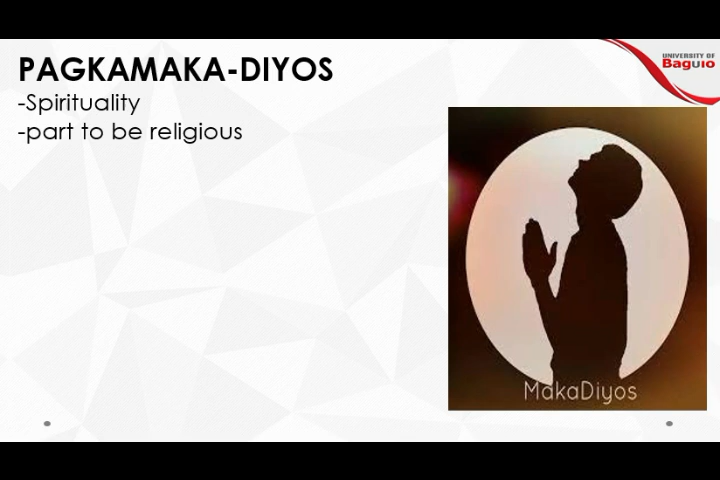 PAGKAMAKA-DIYOS
-Spirituality
-part to be religious
UNIVERSITY OF
Baguio
MakaDiyos